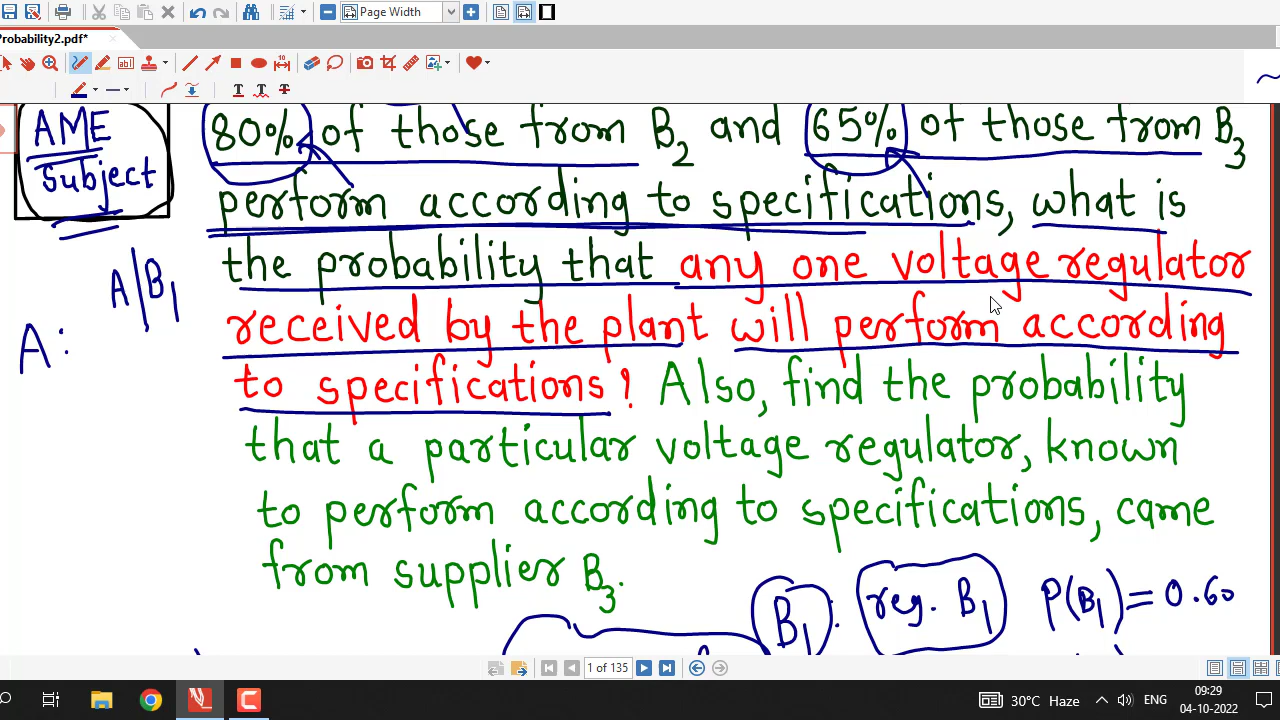 Page Width
Probability2.pdf*
AME
Subject
80% of those from B2 and 65% of those from B3
perform according to specifications, what is
the probability that any one voltage regulator
received by the plant will perform according
to specifications? Also, find the probability
that a particular voltage regulator, known
to perform according to specifications, came
from supplier B3.
A/B1
A:
B1 : reg. B1 P(B1) = 0.60
1 of 135
30°C Haze
ENG
09:29
04-10-2022